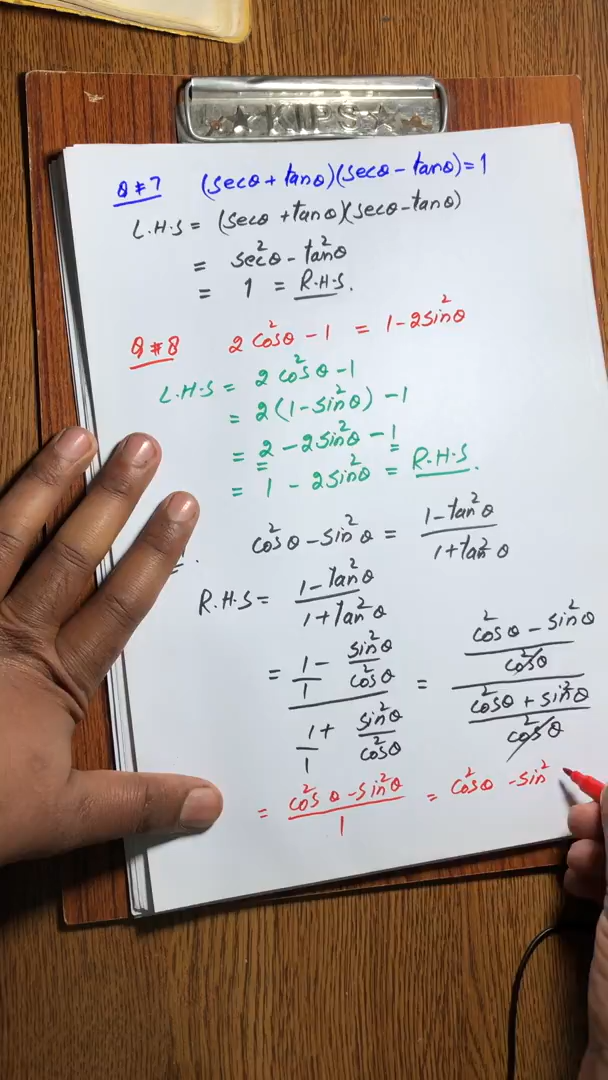 ★KIPS★
Q#7 (secθ + tanθ)(secθ - tanθ) = 1
L.H.S = (secθ + tanθ)(secθ - tanθ)
= sec²θ - tan²θ
= 1 = R.H.S.
Q#8 2cos²θ - 1 = 1 - 2sin²θ
L.H.S = 2cos²θ - 1
= 2(1 - sin²θ) - 1
= 2 - 2sin²θ - 1
= 1 - 2sin²θ = R.H.S.
cos²θ - sin²θ = (1 - tan²θ)/(1 + tan²θ)
R.H.S = (1 - tan²θ)/(1 + tan²θ)
= (1/1 - sin²θ/cos²θ)/(1/1 + sin²θ/cos²θ) = ((cos²θ - sin²θ)/cos²θ)/((cos²θ + sin²θ)/cos²θ)
= (cos²θ - sin²θ)/1 = cos²θ - sin²